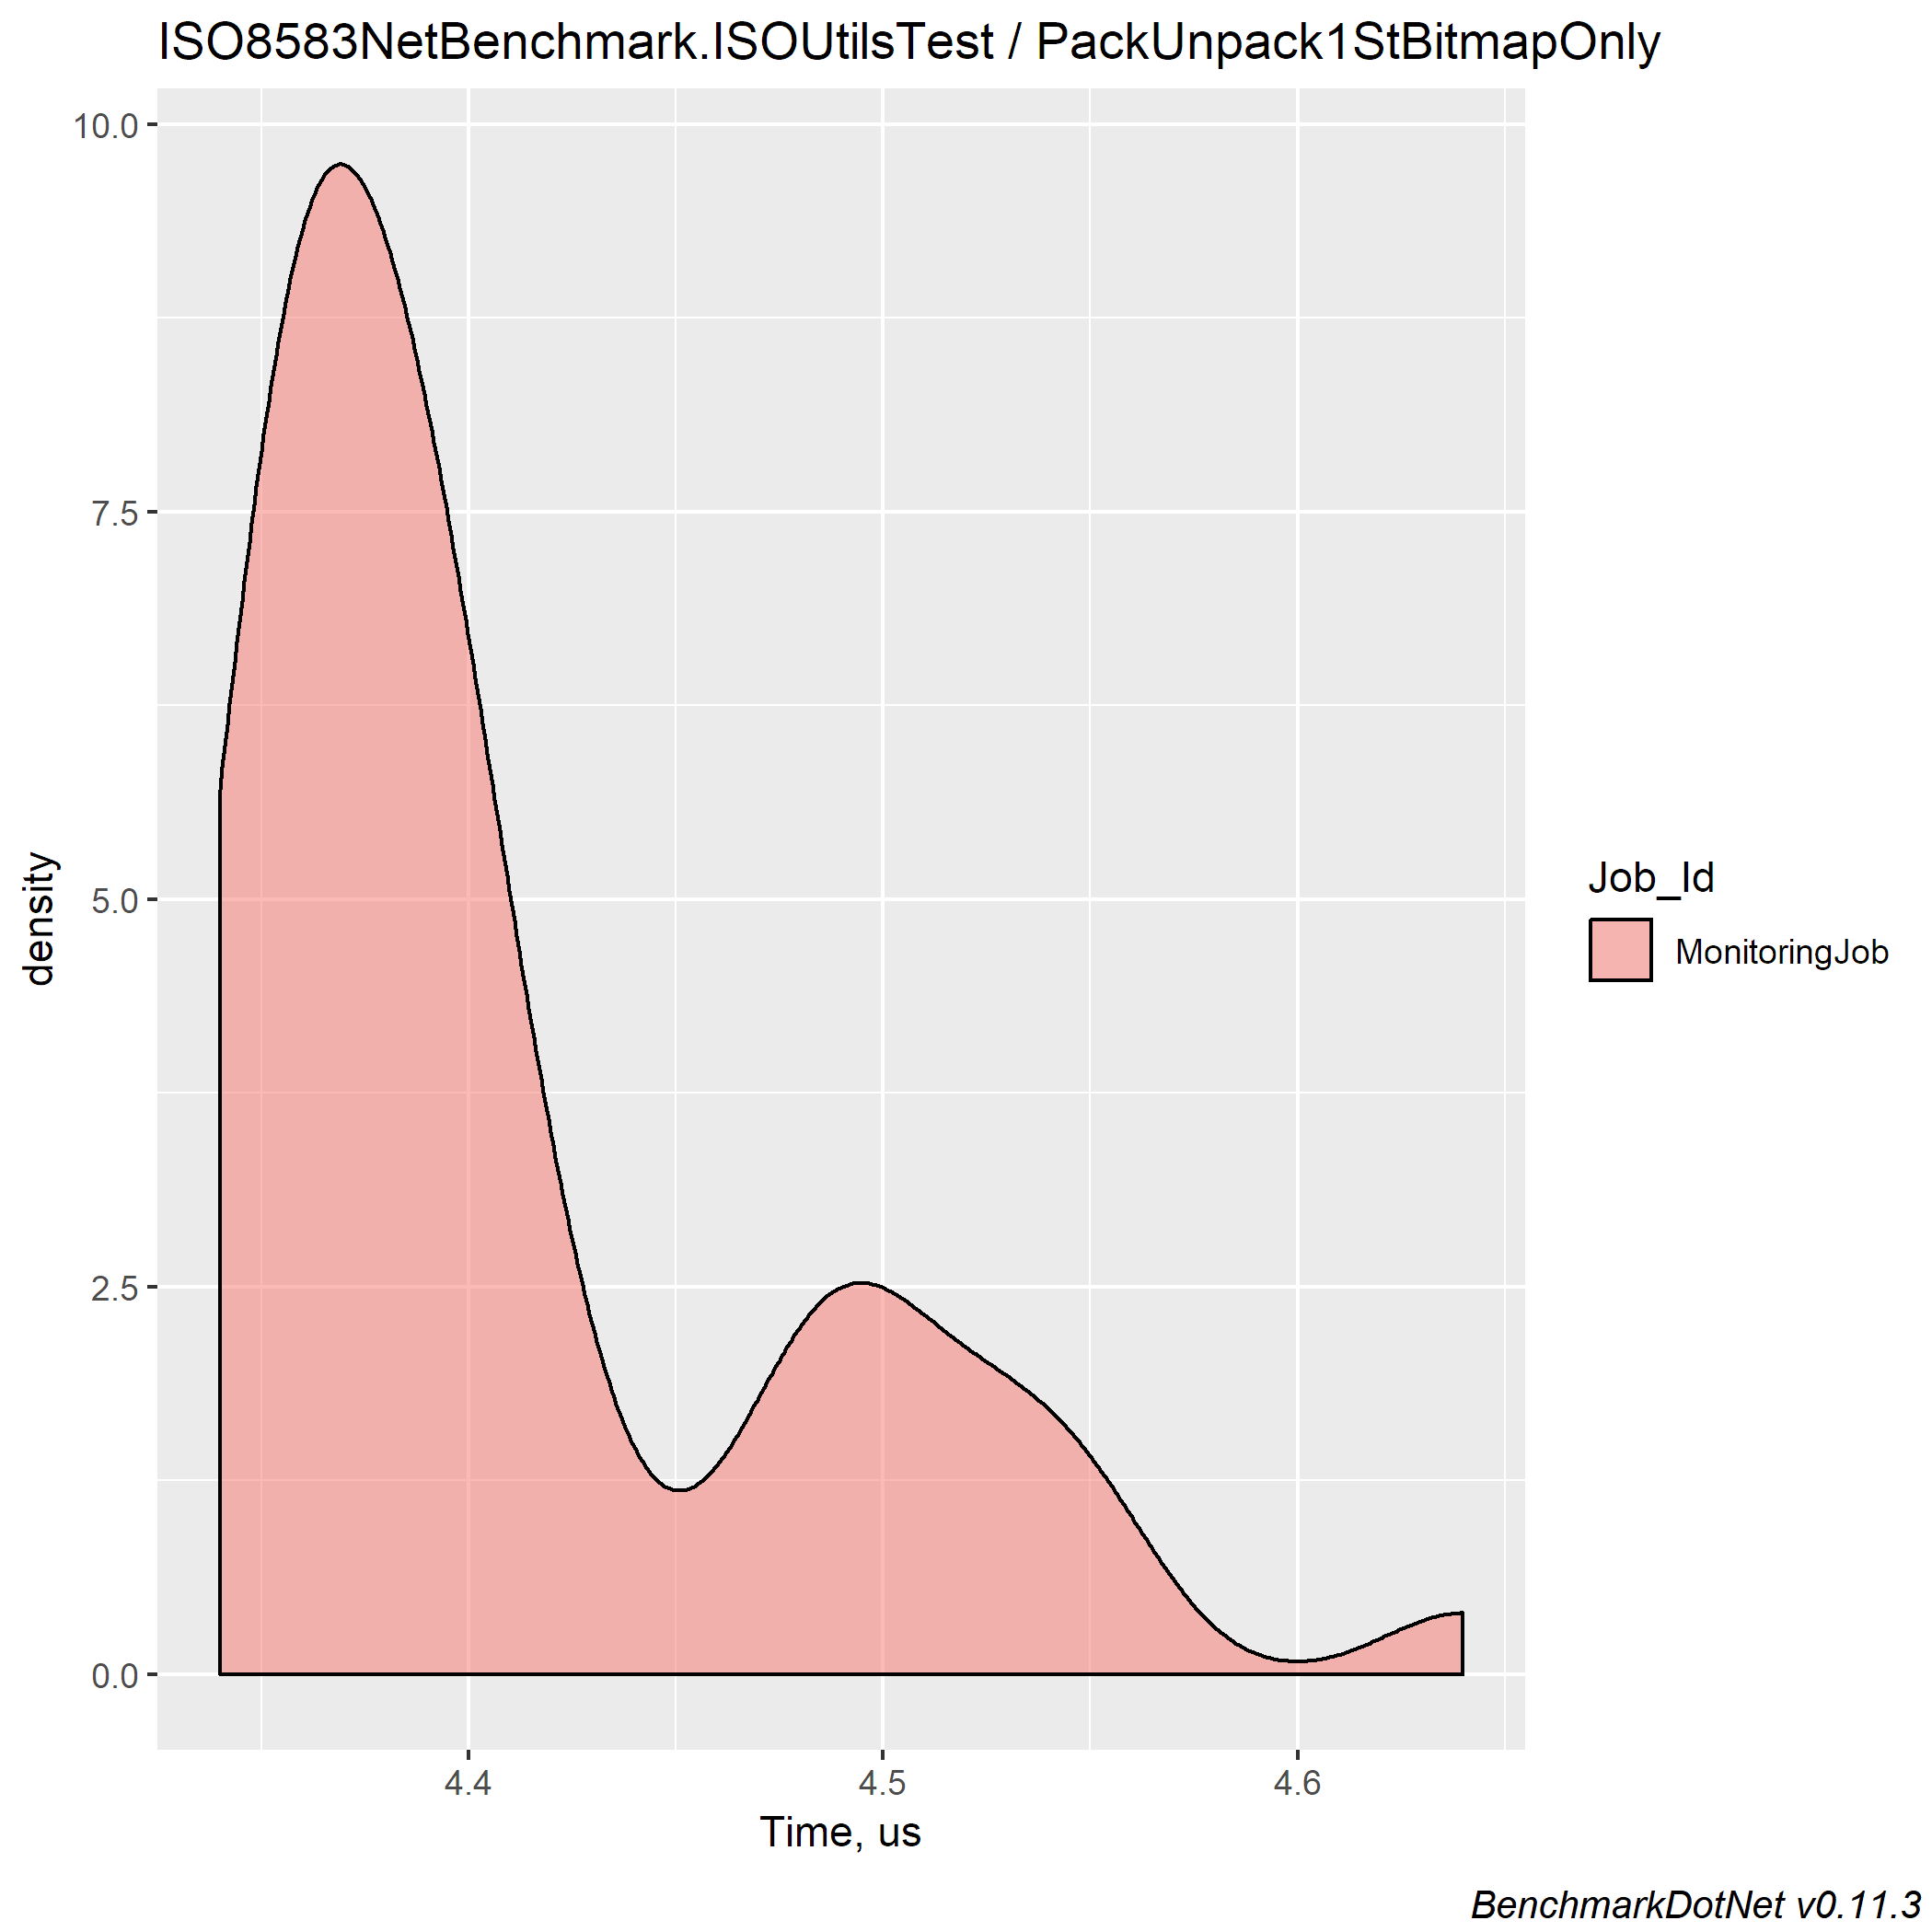 ISO8583NetBenchmark.ISOUtilsTest / PackUnpack1StBitmapOnly
10.0
7.5
5.0
2.5
0.0
density
4.4 4.5 4.6
Time, us
Job_Id
MonitoringJob
BenchmarkDotNet v0.11.3